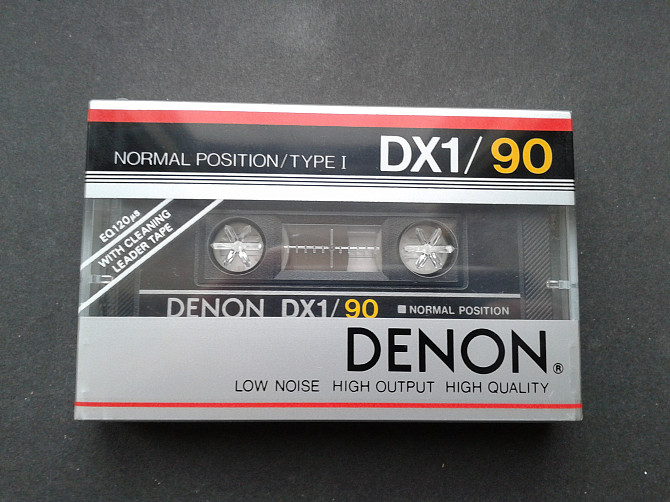 NORMAL POSITION/TYPE I DX1/90
EQ120µs
WITH CLEANING
LEADER TAPE
DENON DX1/90 ■ NORMAL POSITION
DENON®
LOW NOISE HIGH OUTPUT HIGH QUALITY